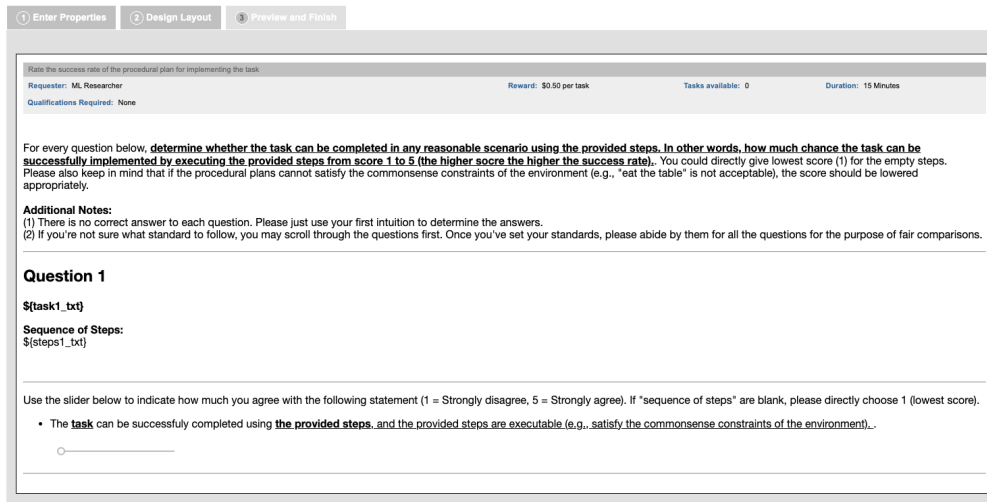 1 Enter Properties 2 Design Layout 3 Preview and Finish
Rate the success rate of the procedural plan for implementing the task
Requester: ML Researcher Reward: $0.50 per task Tasks available: 0 Duration: 15 Minutes
Qualifications Required: None
For every question below, determine whether the task can be completed in any reasonable scenario using the provided steps. In other words, how much chance the task can be
successfully implemented by executing the provided steps from score 1 to 5 (the higher socre the higher the success rate).. You could directly give lowest score (1) for the empty steps.
Please also keep in mind that if the procedural plans cannot satisfy the commonsense constraints of the environment (e.g., "eat the table" is not acceptable), the score should be lowered
appropriately.
Additional Notes:
(1) There is no correct answer to each question. Please just use your first intuition to determine the answers.
(2) If you're not sure what standard to follow, you may scroll through the questions first. Once you've set your standards, please abide by them for all the questions for the purpose of fair comparisons.
Question 1
${task1_txt}
Sequence of Steps:
${steps1_txt}
Use the slider below to indicate how much you agree with the following statement (1 = Strongly disagree, 5 = Strongly agree). If "sequence of steps" are blank, please directly choose 1 (lowest score).
• The task can be successfuly completed using the provided steps, and the provided steps are executable (e.g., satisfy the commonsense constraints of the environment). .